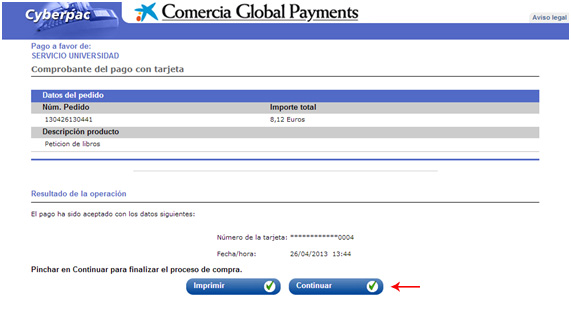 Cyberpac
Comercia Global Payments
Aviso legal
Pago a favor de:
SERVICIO UNIVERSIDAD
Comprobante del pago con tarjeta
Datos del pedido
Núm. Pedido Importe total
130426130441 8,12 Euros
Descripción producto
Peticion de libros
Resultado de la operación
El pago ha sido aceptado con los datos siguientes:
Número de la tarjeta: ************0004
Fecha/hora: 26/04/2013 13:44
Pinchar en Continuar para finalizar el proceso de compra.
Imprimir Continuar